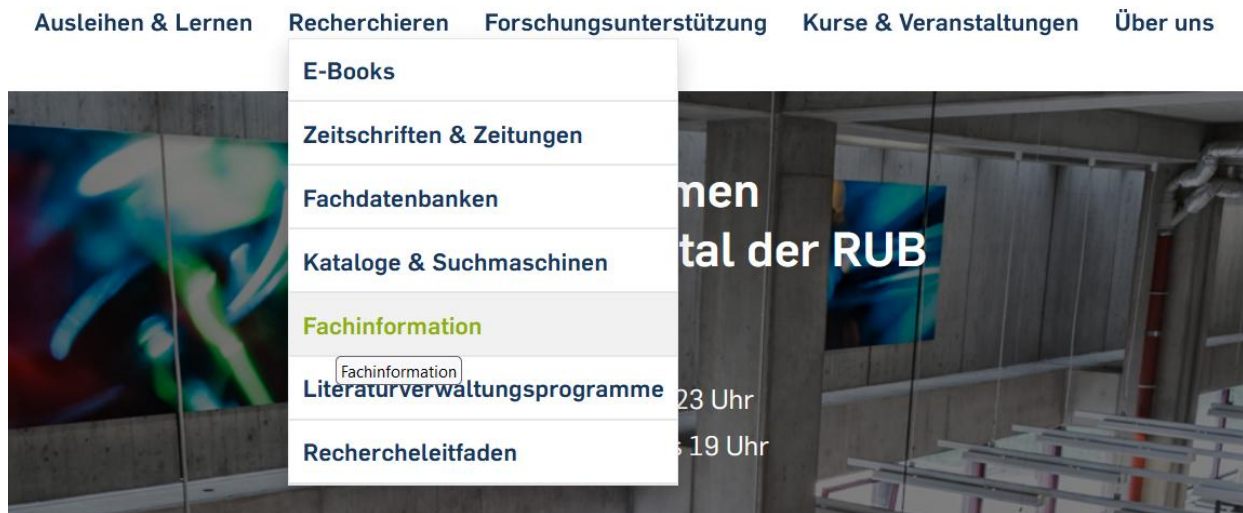 Ausleihen & Lernen Recherchieren Forschungsunterstützung Kurse & Veranstaltungen Über uns
E-Books
Zeitschriften & Zeitungen
Fachdatenbanken
Kataloge & Suchmaschinen
tal der RUB
Fachinformation
Fachinformation
Literaturverwaltungsprogramme
23 Uhr
Rechercheleitfaden
19 Uhr